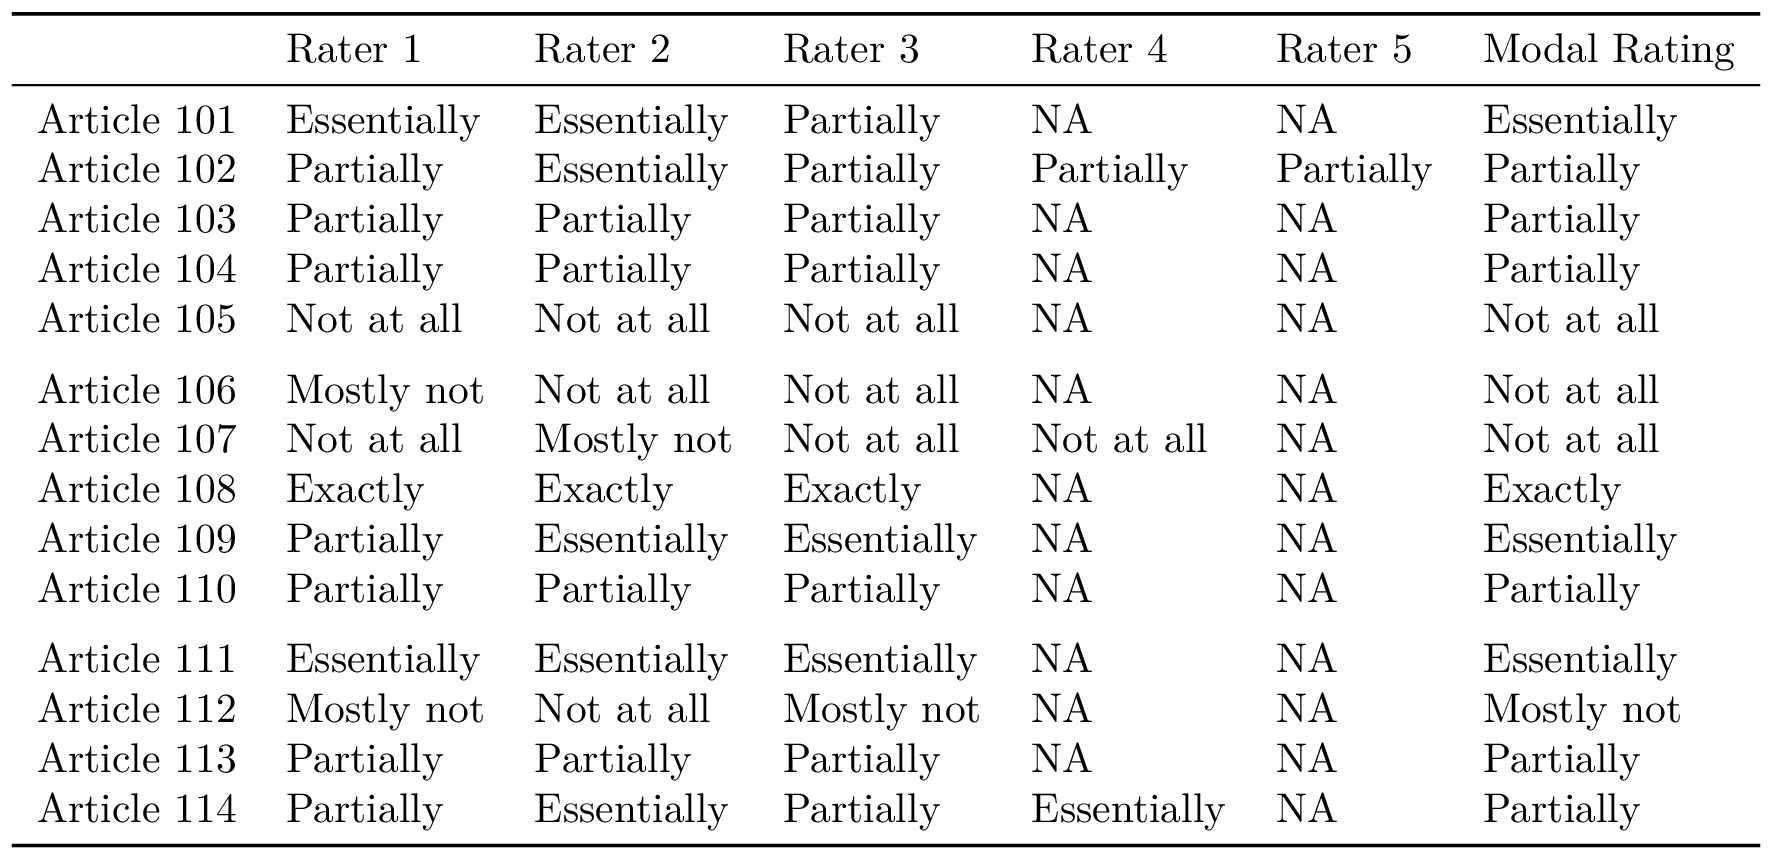 Rater 1 Rater 2 Rater 3 Rater 4 Rater 5 Modal Rating
Article 101 Essentially Essentially Partially NA NA Essentially
Article 102 Partially Essentially Partially Partially Partially Partially
Article 103 Partially Partially Partially NA NA Partially
Article 104 Partially Partially Partially NA NA Partially
Article 105 Not at all Not at all Not at all NA NA Not at all
Article 106 Mostly not Not at all Not at all NA NA Not at all
Article 107 Not at all Mostly not Not at all Not at all NA Not at all
Article 108 Exactly Exactly Exactly NA NA Exactly
Article 109 Partially Essentially Essentially NA NA Essentially
Article 110 Partially Partially Partially NA NA Partially
Article 111 Essentially Essentially Essentially NA NA Essentially
Article 112 Mostly not Not at all Mostly not NA NA Mostly not
Article 113 Partially Partially Partially NA NA Partially
Article 114 Partially Essentially Partially Essentially NA Partially